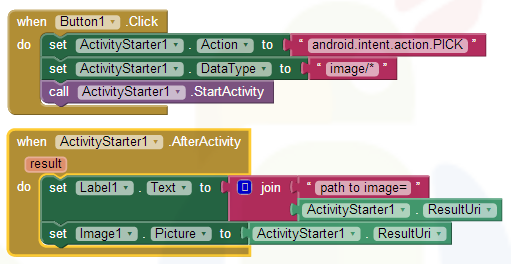 when Button1 .Click
do set ActivityStarter1 . Action to “ android.intent.action.PICK ”
set ActivityStarter1 . DataType to “ image/* ”
call ActivityStarter1 .StartActivity
when ActivityStarter1 .AfterActivity
result
do set Label1 . Text to join “ path to image= ”
ActivityStarter1 . ResultUri
set Image1 . Picture to ActivityStarter1 . ResultUri